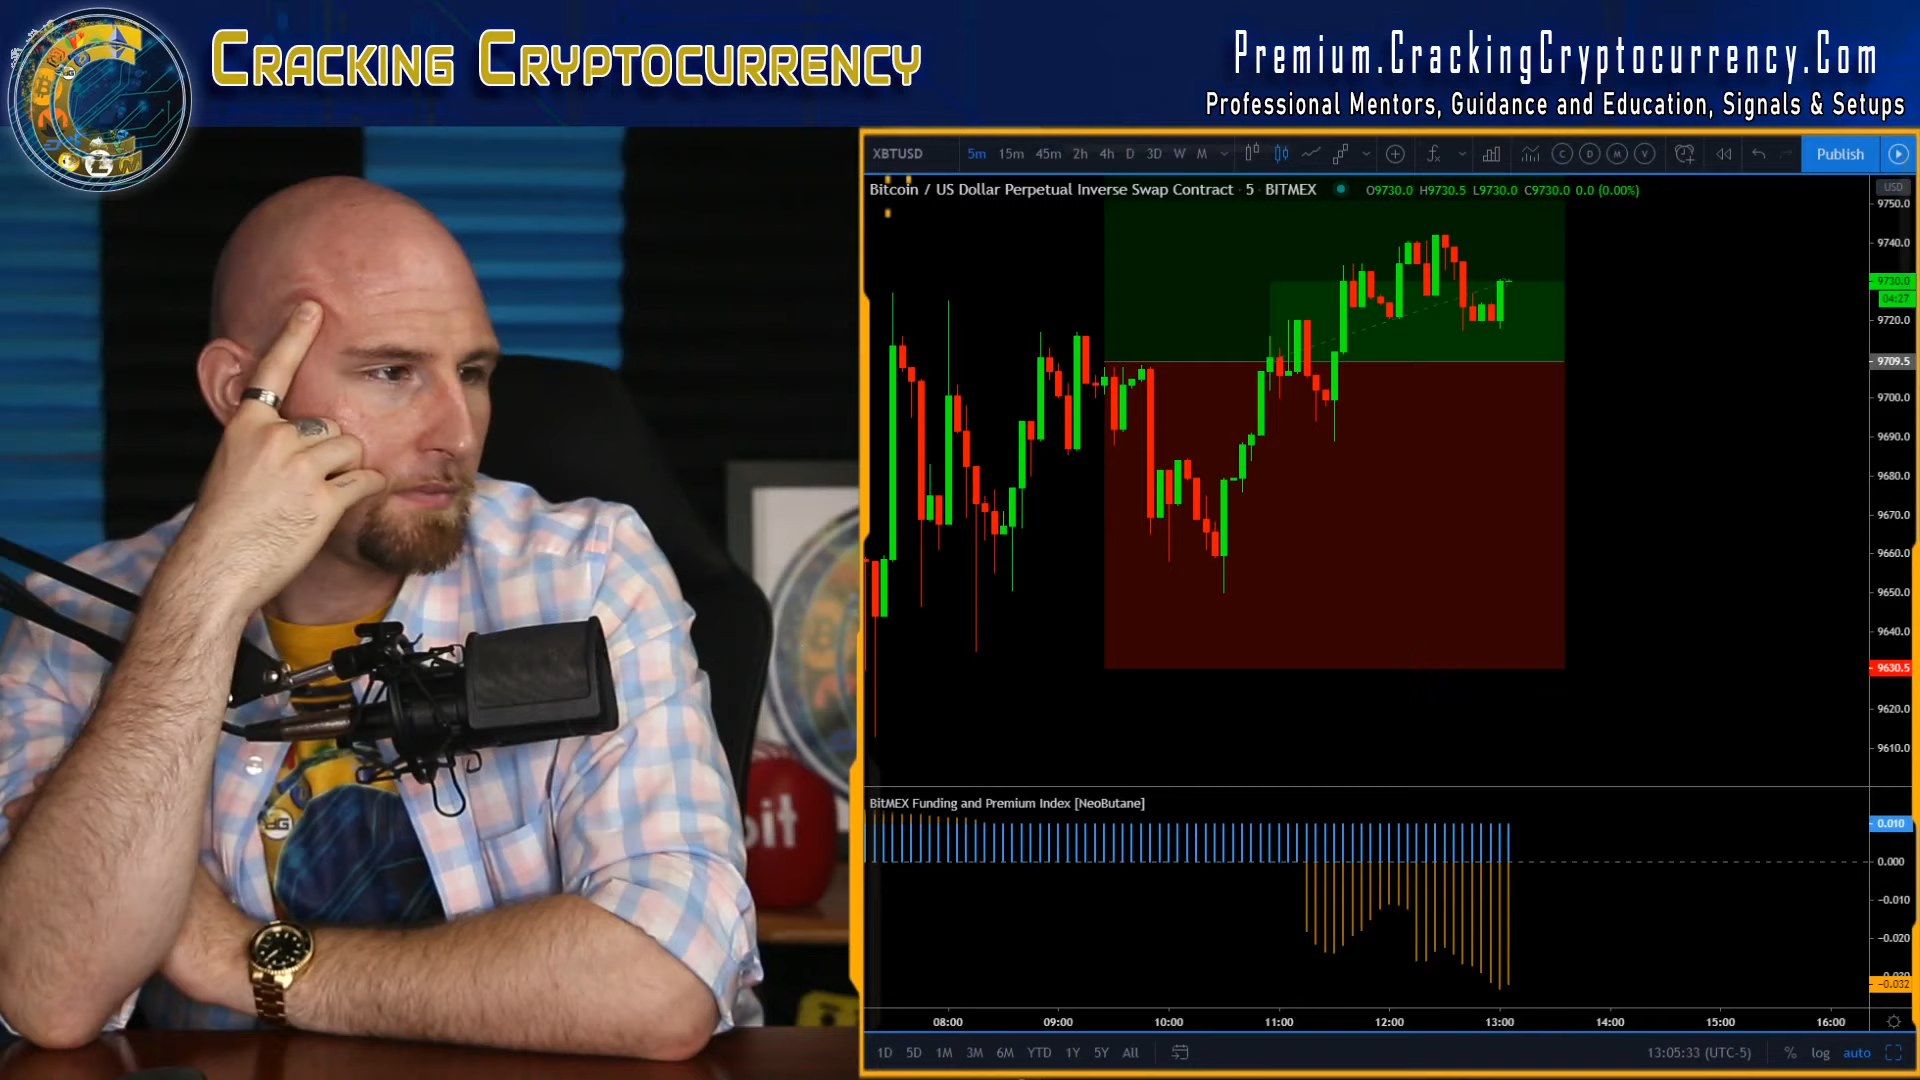 Cracking Cryptocurrency
Premium.CrackingCryptocurrency.Com
Professional Mentors, Guidance and Education, Signals & Setups
XBTUSD 5m 15m 45m 2h 4h D 3D W M C D M V Publish
Bitcoin / US Dollar Perpetual Inverse Swap Contract · 5 · BITMEX O9730.0 H9730.5 L9730.0 C9730.0 0.0 (0.00%)
USD
9750.0
9740.0
9730.0
04:27
9720.0
9709.5
9700.0
9690.0
9680.0
9670.0
9660.0
9650.0
9640.0
9630.5
9620.0
9610.0
BitMEX Funding and Premium Index [NeoButane]
0.010
0.000
-0.010
-0.020
-0.032
08:00 09:00 10:00 11:00 12:00 13:00 14:00 15:00 16:00
1D 5D 1M 3M 6M YTD 1Y 5Y All 13:05:33 (UTC-5) % log auto